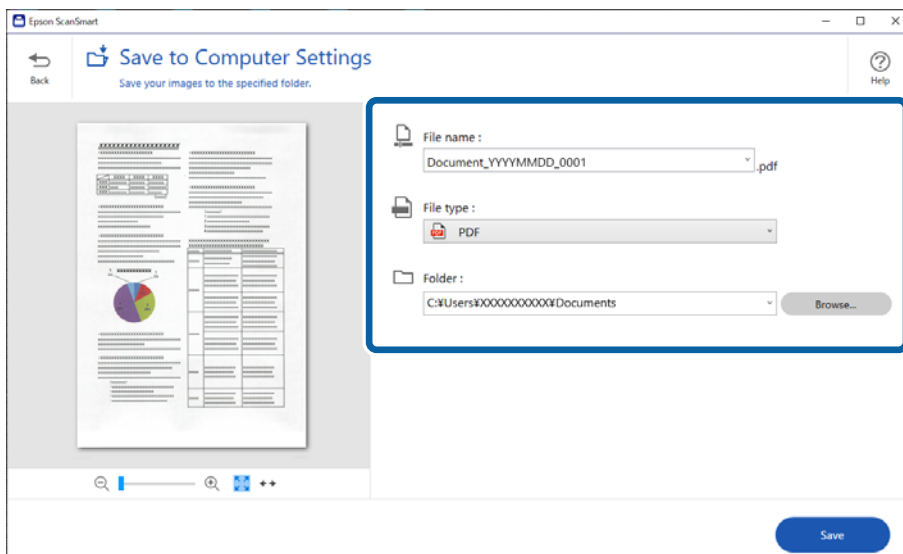 Epson ScanSmart
Back
Save to Computer Settings
Save your images to the specified folder.
Help
File name :
Document_YYYYMMDD_0001
.pdf
File type :
PDF
PDF
Folder :
C:¥Users¥XXXXXXXXXX¥Documents
Browse...
Save